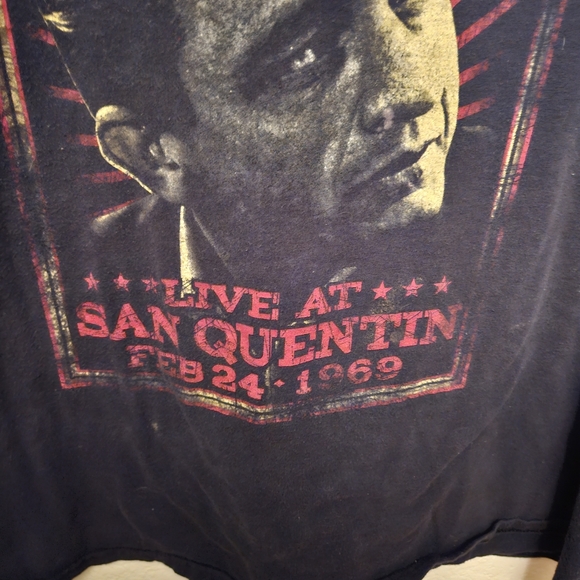 LIVE AT
SAN QUENTIN
FEB 24 · 1969